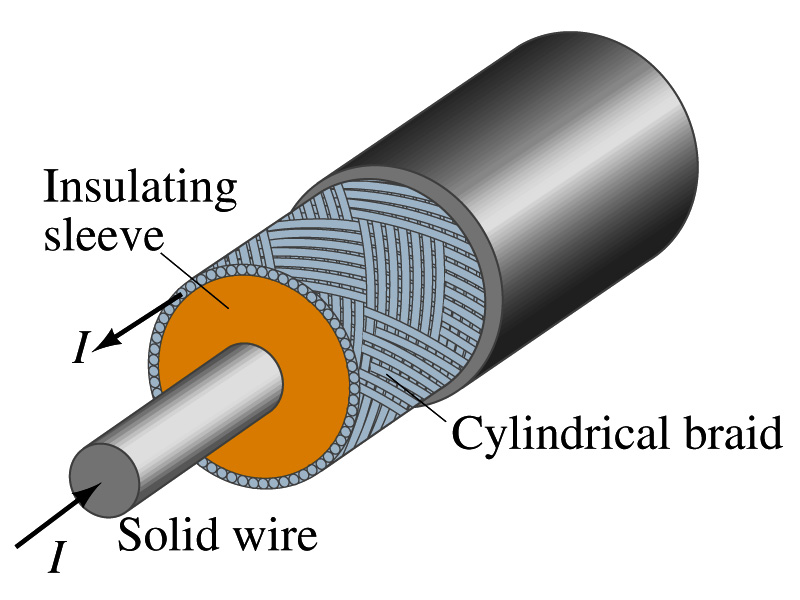 Insulating
sleeve
I
Cylindrical braid
Solid wire
I